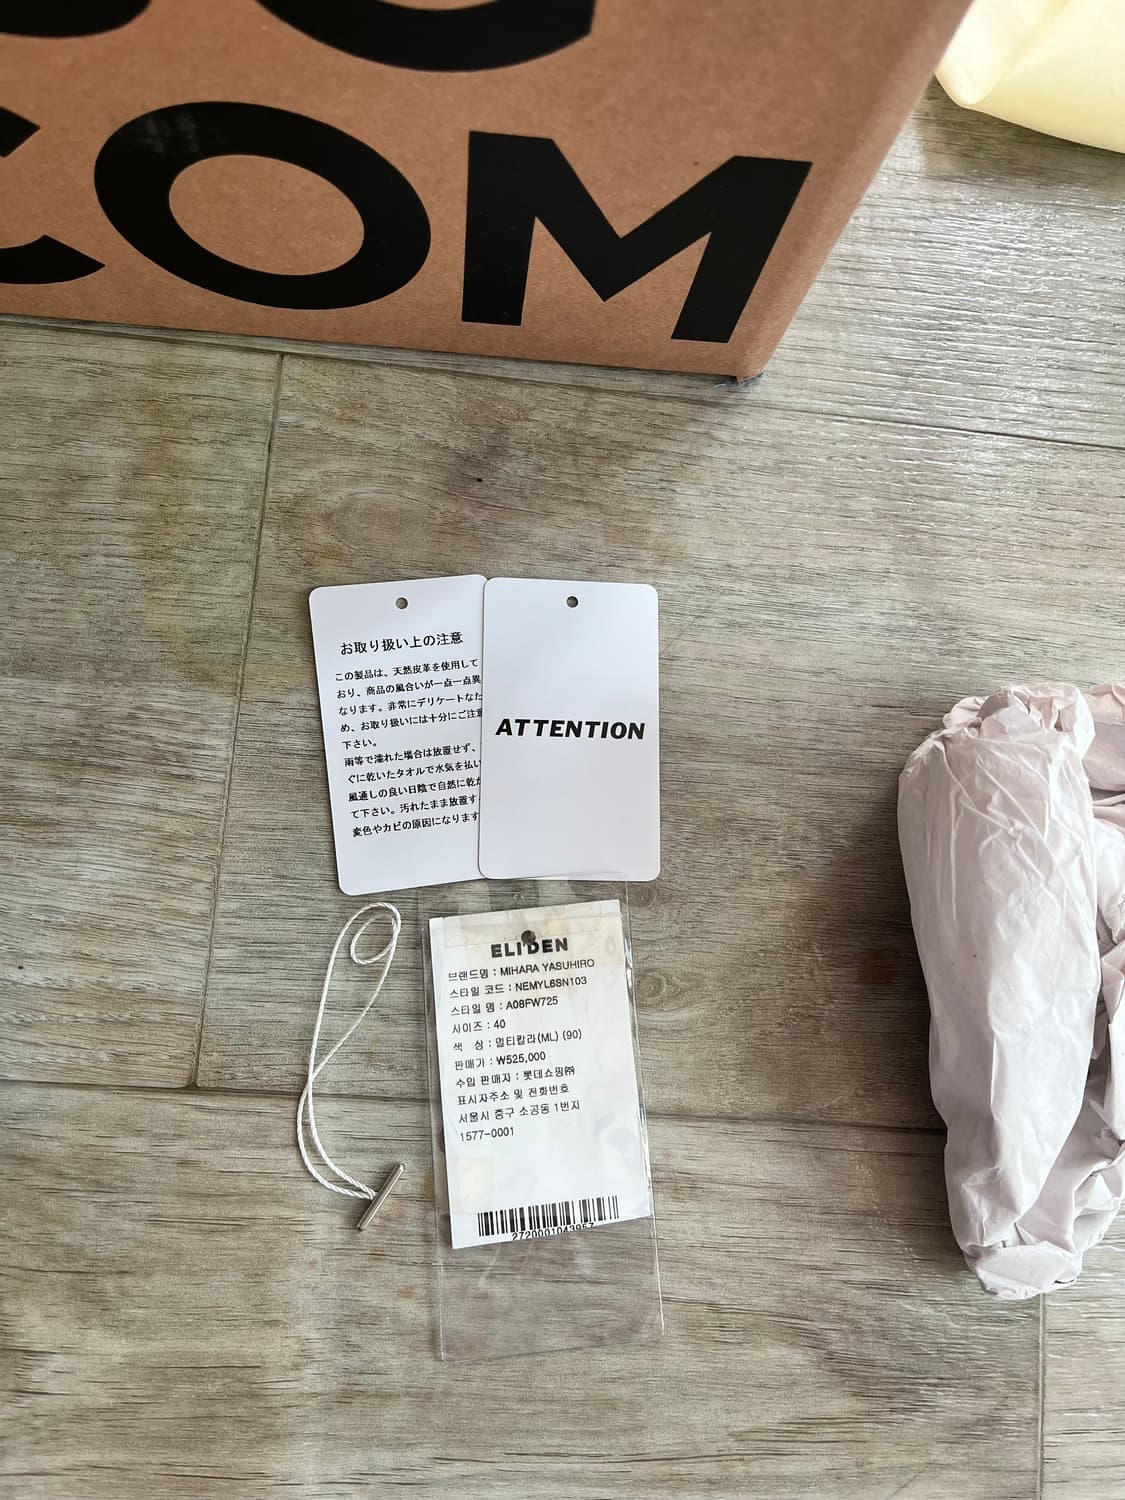 COM
お取り扱い上の注意
この製品は、天然皮革を使用して
おり、商品の風合いが一点一点異
なります。非常にデリケートなた
め、お取り扱いには十分にご注意
下さい。
雨等で濡れた場合は放置せず、
ぐに乾いたタオルで水気を払い
風通しの良い日陰で自然に乾か
て下さい。汚れたまま放置す
変色やカビの原因になります
ATTENTION
ELIDEN
브랜드명 : MIHARA YASUHIRO
스타일 코드 : NEMYL6SN103
스타일 명 : A08FW725
사이즈 : 40
색 상 : 멀티칼라(ML) (90)
판매가 : ₩525,000
수입 판매자 : 롯데쇼핑㈜
표시자주소 및 전화번호
서울시 중구 소공동 1번지
1577-0001
2720001043957